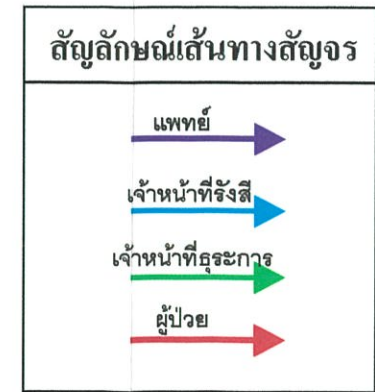 สัญลักษณ์เส้นทางสัญจร
แพทย์
เจ้าหน้าที่รังสี
เจ้าหน้าที่ธุระการ
ผู้ป่วย